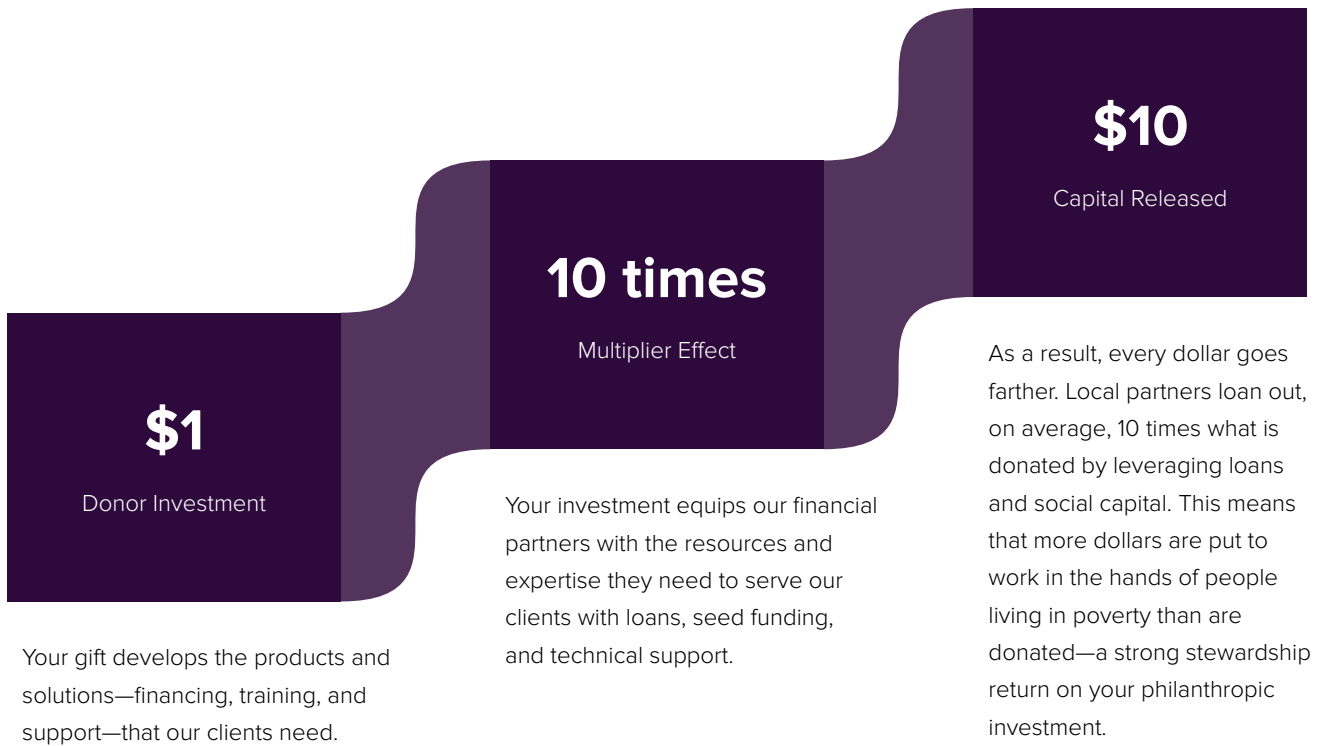 $1
Donor Investment
Your gift develops the products and
solutions—financing, training, and
support—that our clients need.
10 times
Multiplier Effect
Your investment equips our financial
partners with the resources and
expertise they need to serve our
clients with loans, seed funding,
and technical support.
$10
Capital Released
As a result, every dollar goes
farther. Local partners loan out,
on average, 10 times what is
donated by leveraging loans
and social capital. This means
that more dollars are put to
work in the hands of people
living in poverty than are
donated—a strong stewardship
return on your philanthropic
investment.